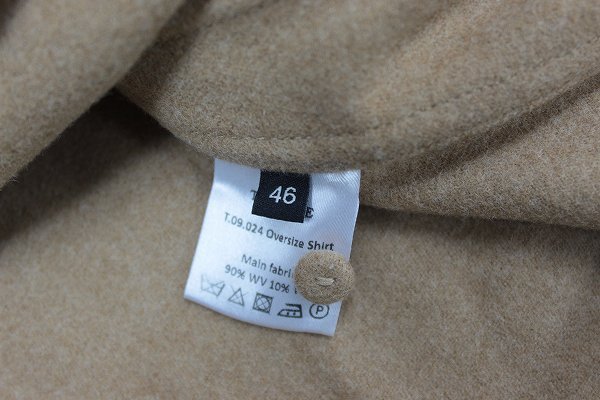 46
T.09.024 Oversize Shirt
Main fabri
90% WV 10%
P